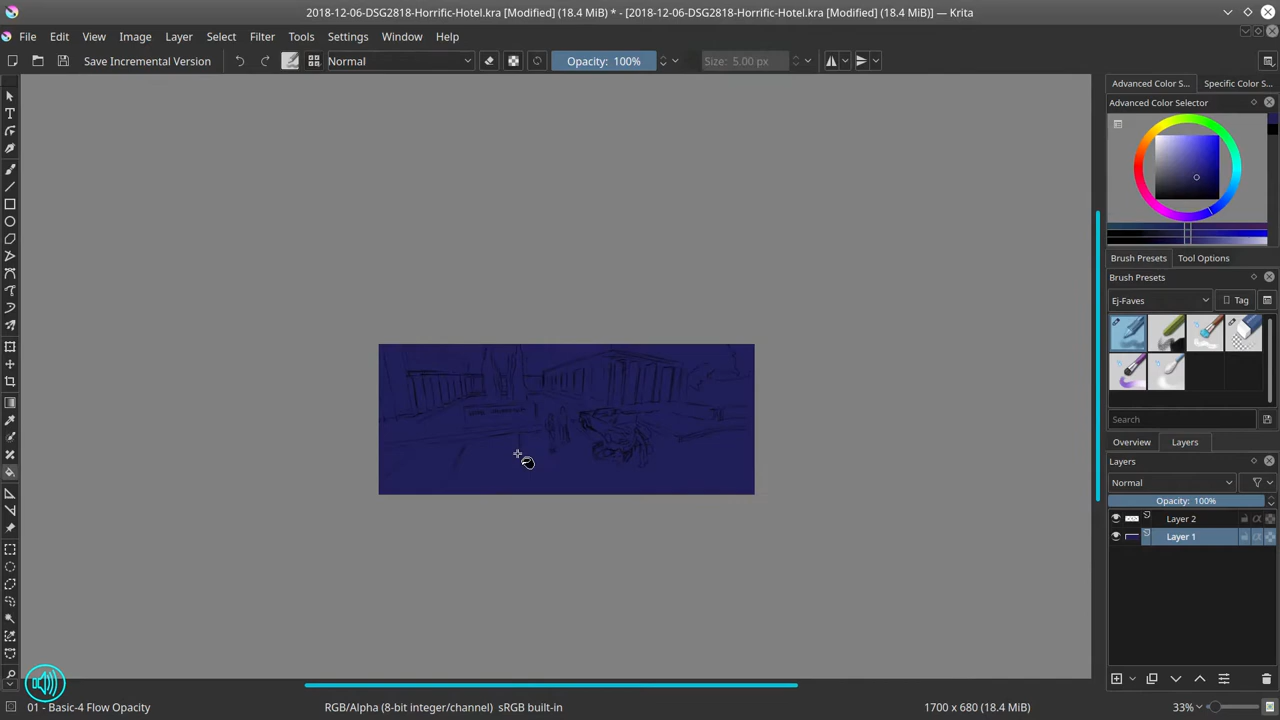 2018-12-06-DSG2818-Horrific-Hotel.kra [Modified] (18.4 MiB) * - [2018-12-06-DSG2818-Horrific-Hotel.kra [Modified] (18.4 MiB)] — Krita
File Edit View Image Layer Select Filter Tools Settings Window Help
Save Incremental Version Normal Opacity: 100% Size: 5.00 px
Advanced Color S... Specific Color S...
Advanced Color Selector
Brush Presets Tool Options
Brush Presets
Ej-Faves Tag
Search
Overview Layers
Layers
Normal
Opacity: 100%
Layer 2
Layer 1
01 - Basic-4 Flow Opacity RGB/Alpha (8-bit integer/channel) sRGB built-in 1700 x 680 (18.4 MiB) 33%